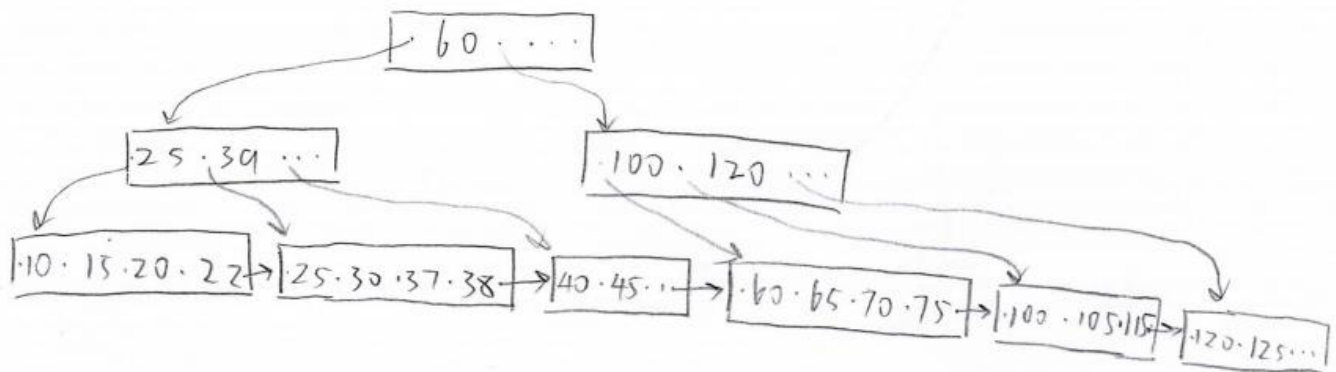 . 60 . . . .
.25 . 39 ...
.100 . 120 ...
.10 . 15 .20 . 22
.25 .30 .37 .38
40 .45...
.60 .65 .70 .75
.100 .105 .115
.120 .125...